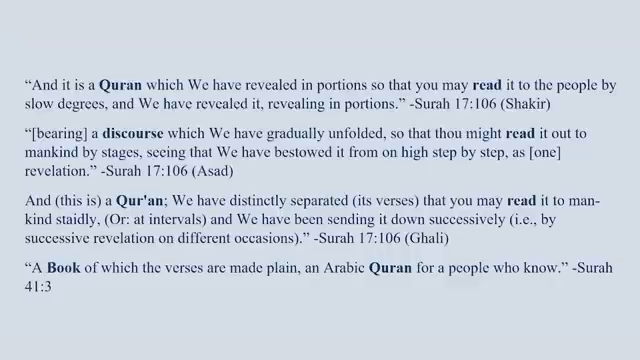 “And it is a Quran which We have revealed in portions so that you may read it to the people by
slow degrees, and We have revealed it, revealing in portions.” -Surah 17:106 (Shakir)
“[bearing] a discourse which We have gradually unfolded, so that thou might read it out to
mankind by stages, seeing that We have bestowed it from on high step by step, as [one]
revelation.” -Surah 17:106 (Asad)
And (this is) a Qur'an; We have distinctly separated (its verses) that you may read it to man-
kind staidly, (Or: at intervals) and We have been sending it down successively (i.e., by
successive revelation on different occasions).” -Surah 17:106 (Ghali)
“A Book of which the verses are made plain, an Arabic Quran for a people who know.” -Surah
41:3